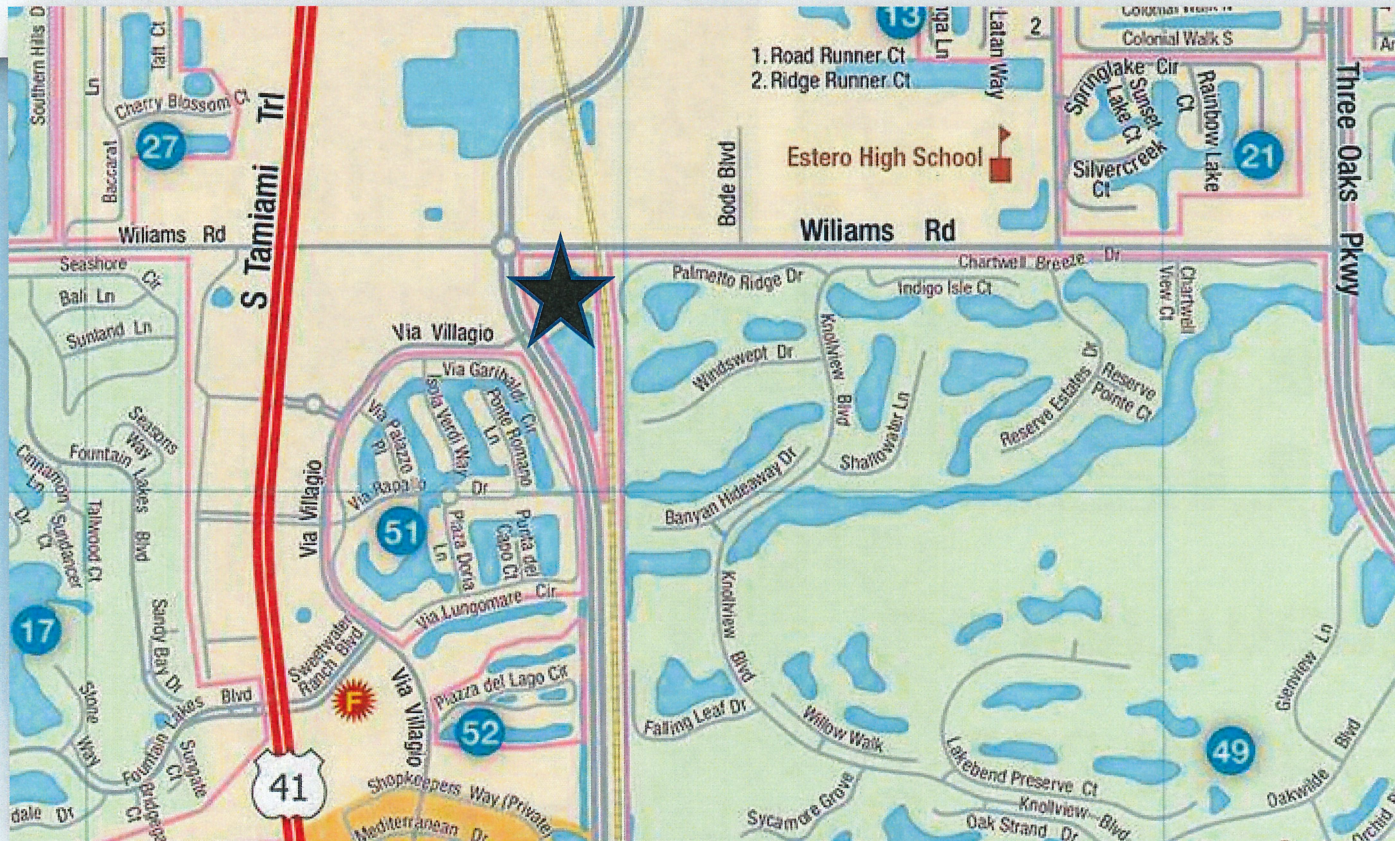 Southern Hills D
Ln
Taft Ct
Cherry Blossom Ct
27
Baccarat
S Tamiami Trl
13
Latan Way
2
Colonial Walk S
1. Road Runner Ct
2. Ridge Runner Ct
Three Oaks Pkwy
Springlake Cir
Sunset Lake Ct
Rainbow Lake
Ct
21
Silvercreek
Ct
Estero High School
Bode Blvd
Wiliams Rd
Wiliams Rd
Seashore Cir
Bali Ln
Sunland Ln
Palmetto Ridge Dr
Chartwell Breeze Dr
Indigo Isle Ct
Chartwell
View Ct
Via Villagio
Via Garibaldi Cir
Isola Verdi Way
Ponte Romano
Ln
Via Palazzo
Pl
Via Rapallo Dr
51
Via Villagio
Plaza Doria
Ln
Punta del
Capo Ct
Via Lungomare Cir
Windswept Dr
Knollview Blvd
Shallowater Ln
Reserve Estates Dr
Reserve
Pointe Ct
Banyan Hideaway Dr
Seasons
Way
Fountain Lakes Blvd
Cinnamon
Ln
Dr
Sundancer
Ct
Tallwood Ct
17
Sandy Bay Dr
Stone Way
Fountain Lakes Blvd
Sungate
Ct
Ct
dale Dr
Sweetwater
Ranch Blvd
F
Via Villagio
Piazza del Lago Cir
52
41
Shopkeepers Way (Private
Mediterranean Dr
Knollview Blvd
Falling Leaf Dr
Willow Walk
Sycamore Grove
Lakebend Preserve Ct
Knollview Blvd
Oak Strand Dr
49
Glenview Ln
Oakwilde Blvd
Orchid